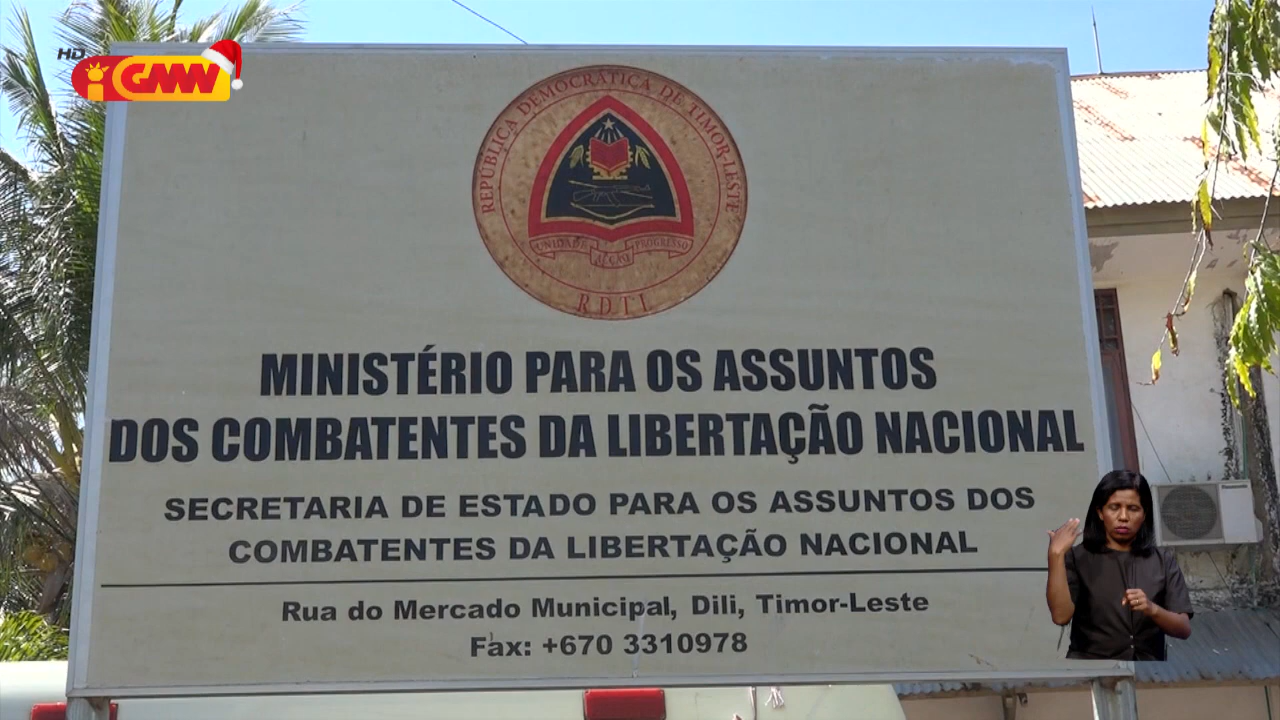 HD
GMN
REPÚBLICA DEMOCRÁTICA DE TIMOR-LESTE
UNIDADE ACÇÃO PROGRESSO
R D T L
MINISTÉRIO PARA OS ASSUNTOS
DOS COMBATENTES DA LIBERTAÇÃO NACIONAL
SECRETARIA DE ESTADO PARA OS ASSUNTOS DOS
COMBATENTES DA LIBERTAÇÃO NACIONAL
Rua do Mercado Municipal, Dili, Timor-Leste
Fax: +670 3310978